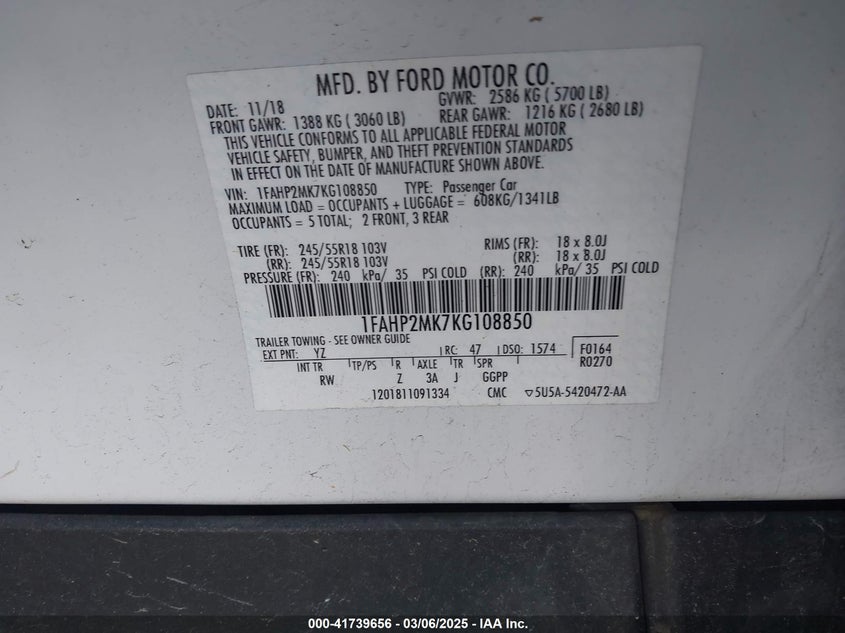 MFD. BY FORD MOTOR CO.
DATE: 11/18 GVWR: 2586 KG ( 5700 LB)
FRONT GAWR: 1388 KG ( 3060 LB) REAR GAWR: 1216 KG ( 2680 LB)
THIS VEHICLE CONFORMS TO ALL APPLICABLE FEDERAL MOTOR
VEHICLE SAFETY, BUMPER, AND THEFT PREVENTION STANDARDS
IN EFFECT ON THE DATE OF MANUFACTURE SHOWN ABOVE.
VIN: 1FAHP2MK7KG108850 TYPE: Passenger Car
MAXIMUM LOAD = OCCUPANTS + LUGGAGE = 608KG/1341LB
OCCUPANTS = 5 TOTAL; 2 FRONT, 3 REAR
TIRE (FR): 245/55R18 103V RIMS (FR): 18 x 8.0J
(RR): 245/55R18 103V (RR): 18 x 8.0J
PRESSURE (FR): 240 kPa/ 35 PSI COLD (RR): 240 kPa/ 35 PSI COLD
1FAHP2MK7KG108850
TRAILER TOWING - SEE OWNER GUIDE
EXT PNT: YZ RC: 47 DSO: 1574 F0164
INT TR TP/PS R AXLE TR SPR R0270
RW Z 3A J GGPP
1201811091334 CMC ▽5U5A-5420472-AA
000-41739656 - 03/06/2025 - IAA Inc.